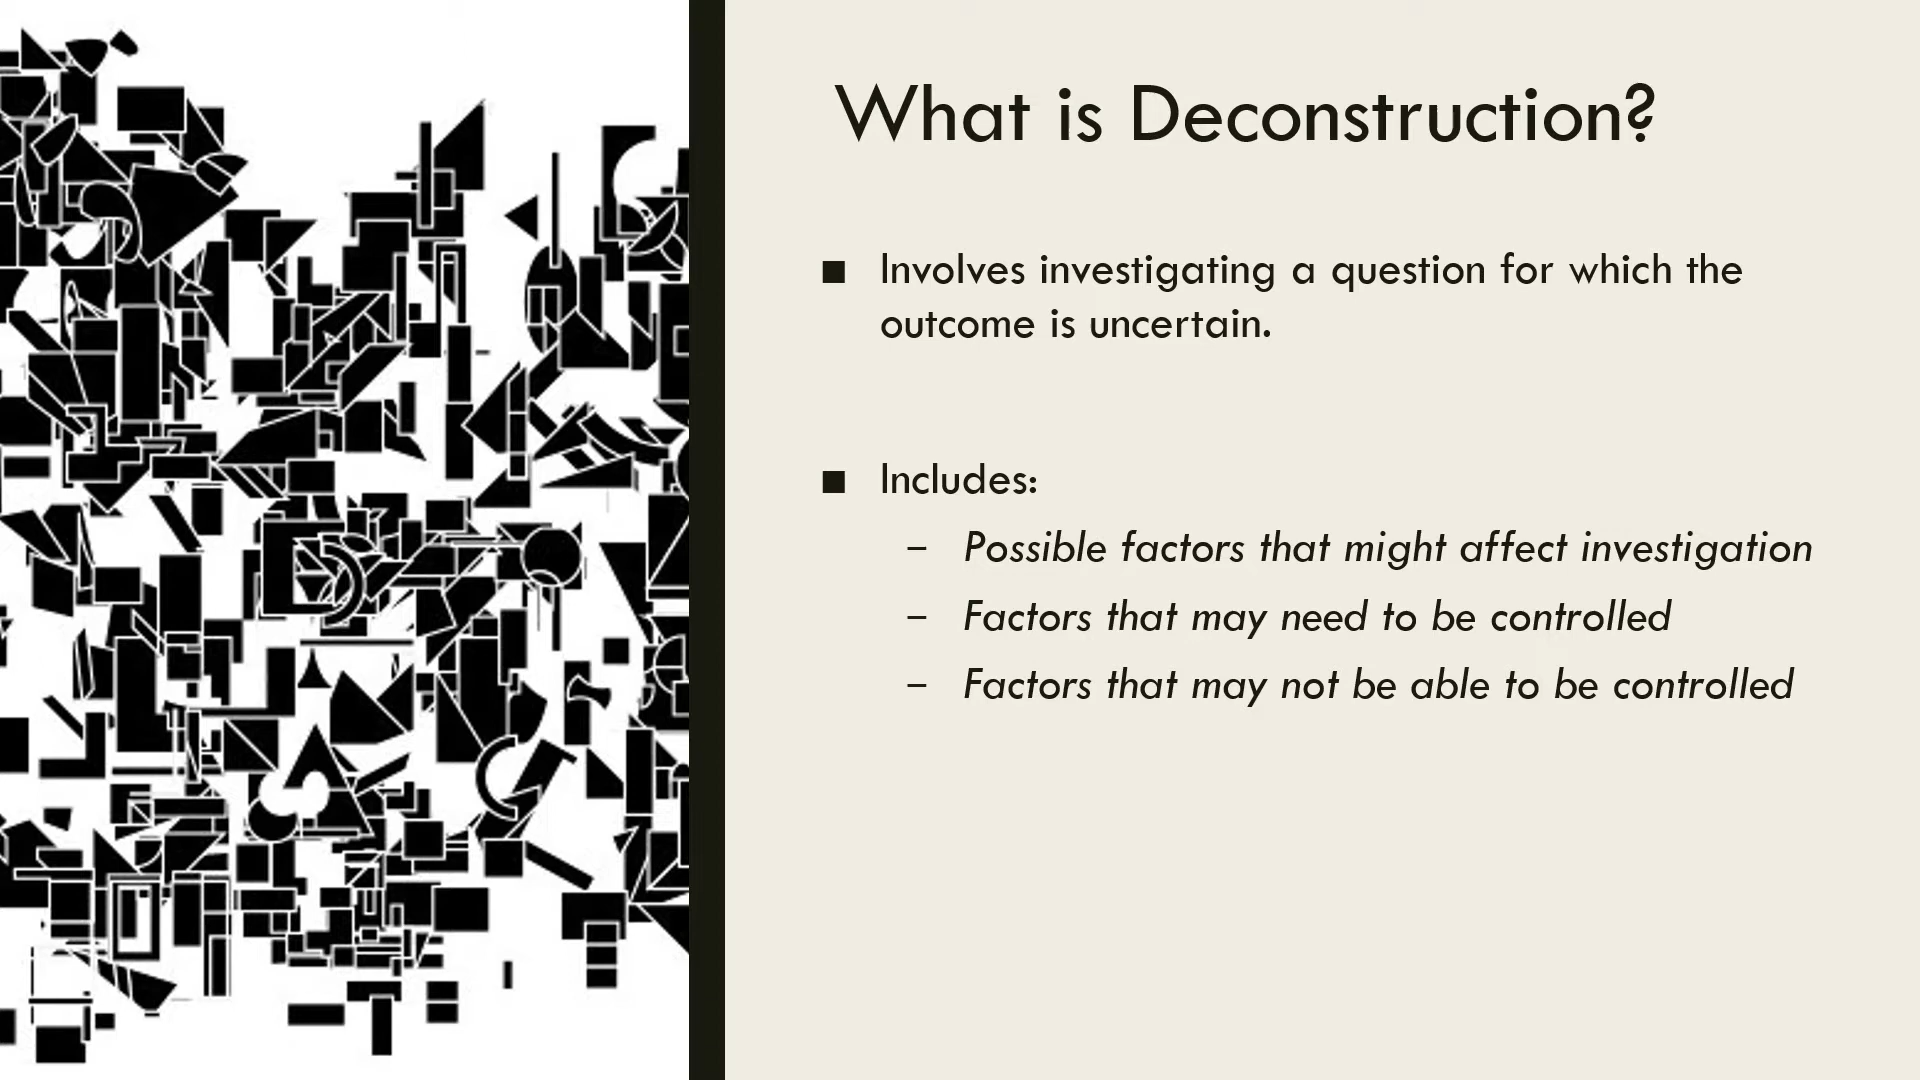 What is Deconstruction?
■ Involves investigating a question for which the
outcome is uncertain.
■ Includes:
– Possible factors that might affect investigation
– Factors that may need to be controlled
– Factors that may not be able to be controlled